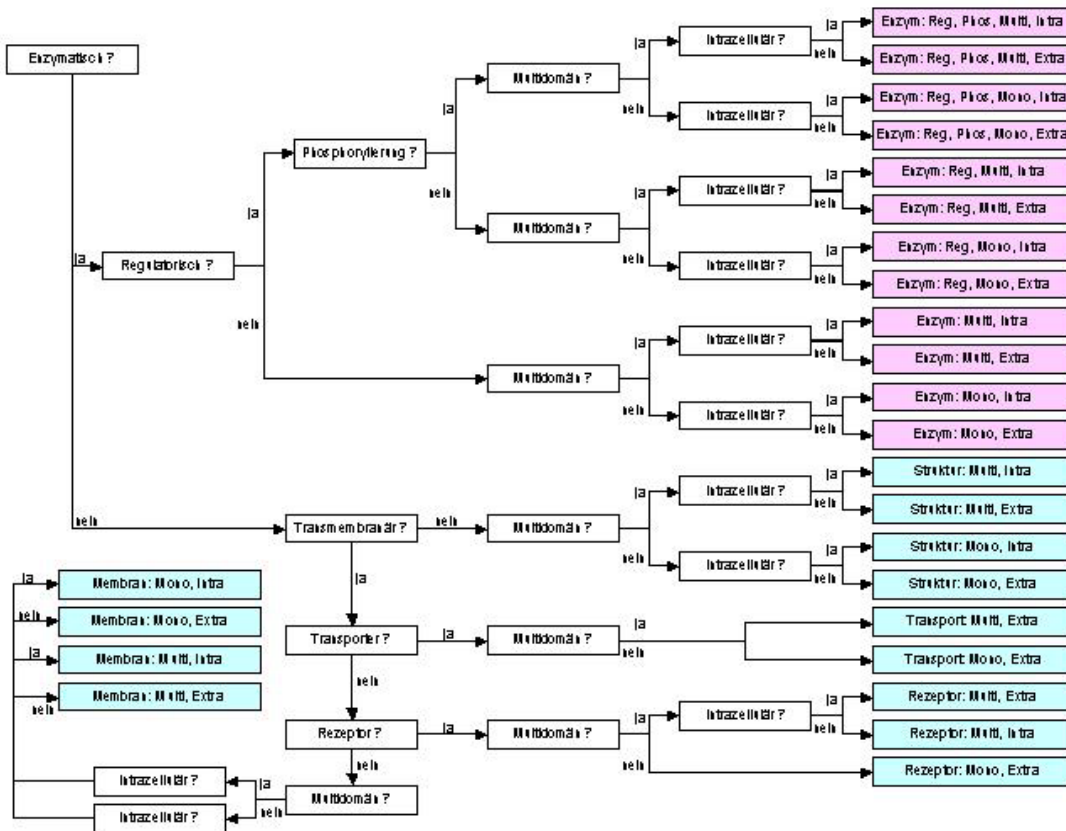 Enzymatisch ?
ja
Regulatorisch ?
ja
Phosphorylierung ?
ja
Multidomän ?
ja
Intrazellulär ?
ja
Enzym: Reg, Phos, Multi, Intra
nein
Enzym: Reg, Phos, Multi, Extra
nein
Intrazellulär ?
ja
Enzym: Reg, Phos, Mono, Intra
nein
Enzym: Reg, Phos, Mono, Extra
nein
Multidomän ?
ja
Intrazellulär ?
ja
Enzym: Reg, Multi, Intra
nein
Enzym: Reg, Multi, Extra
nein
Intrazellulär ?
ja
Enzym: Reg, Mono, Intra
nein
Enzym: Reg, Mono, Extra
nein
Multidomän ?
ja
Intrazellulär ?
ja
Enzym: Multi, Intra
nein
Enzym: Multi, Extra
nein
Intrazellulär ?
ja
Enzym: Mono, Intra
nein
Enzym: Mono, Extra
nein
Transmembranär ?
nein
Multidomän ?
ja
Intrazellulär ?
ja
Struktur: Multi, Intra
nein
Struktur: Multi, Extra
nein
Intrazellulär ?
ja
Struktur: Mono, Intra
nein
Struktur: Mono, Extra
ja
Transporter ?
ja
Multidomän ?
ja
Transport: Multi, Extra
nein
Transport: Mono, Extra
nein
Rezeptor ?
ja
Multidomän ?
ja
Intrazellulär ?
ja
Rezeptor: Multi, Extra
nein
Rezeptor: Multi, Intra
nein
Rezeptor: Mono, Extra
nein
Multidomän ?
ja
Intrazellulär ?
nein
Intrazellulär ?
ja
Membran: Mono, Intra
nein
Membran: Mono, Extra
ja
Membran: Multi, Intra
nein
Membran: Multi, Extra